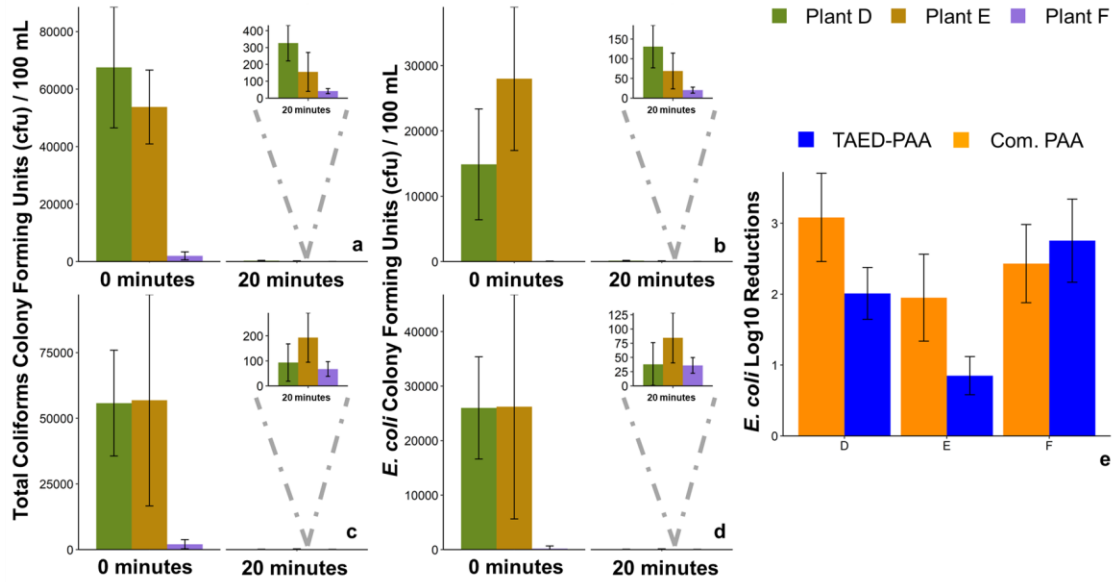 Plant D Plant E Plant F
Total Coliforms Colony Forming Units (cfu) / 100 mL
80000
60000
40000
20000
0
0 minutes
20 minutes
400
300
200
100
0
20 minutes
a
E. coli Colony Forming Units (cfu) / 100 mL
30000
20000
10000
0
0 minutes
20 minutes
150
100
50
0
20 minutes
b
75000
50000
25000
0
0 minutes
20 minutes
200
100
0
20 minutes
c
40000
30000
20000
10000
0
0 minutes
20 minutes
125
100
75
50
25
0
20 minutes
d
TAED-PAA Com. PAA
E. coli Log10 Reductions
3
2
1
0
D E F
e